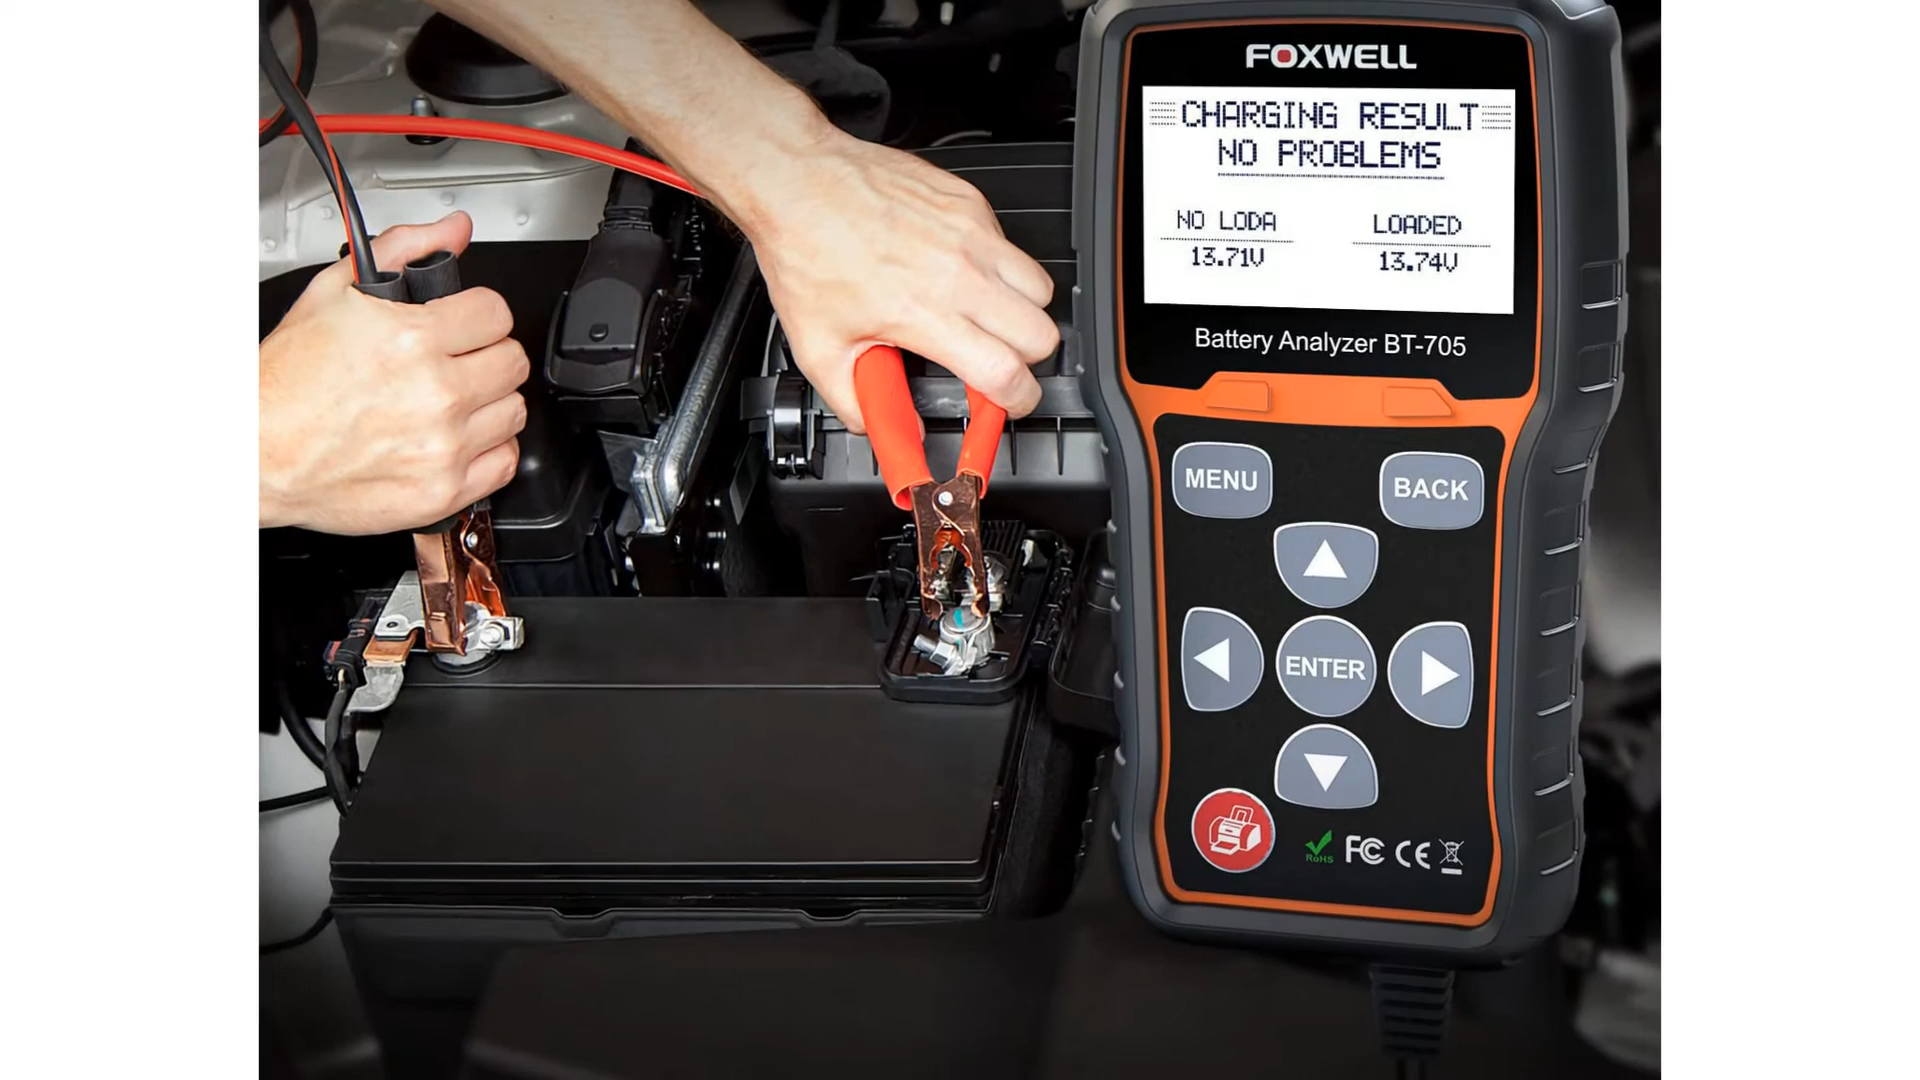 FOXWELL
CHARGING RESULT
NO PROBLEMS
NO LODA LOADED
13.71V 13.74V
Battery Analyzer BT-705
MENU BACK
ENTER
RoHS FC CE